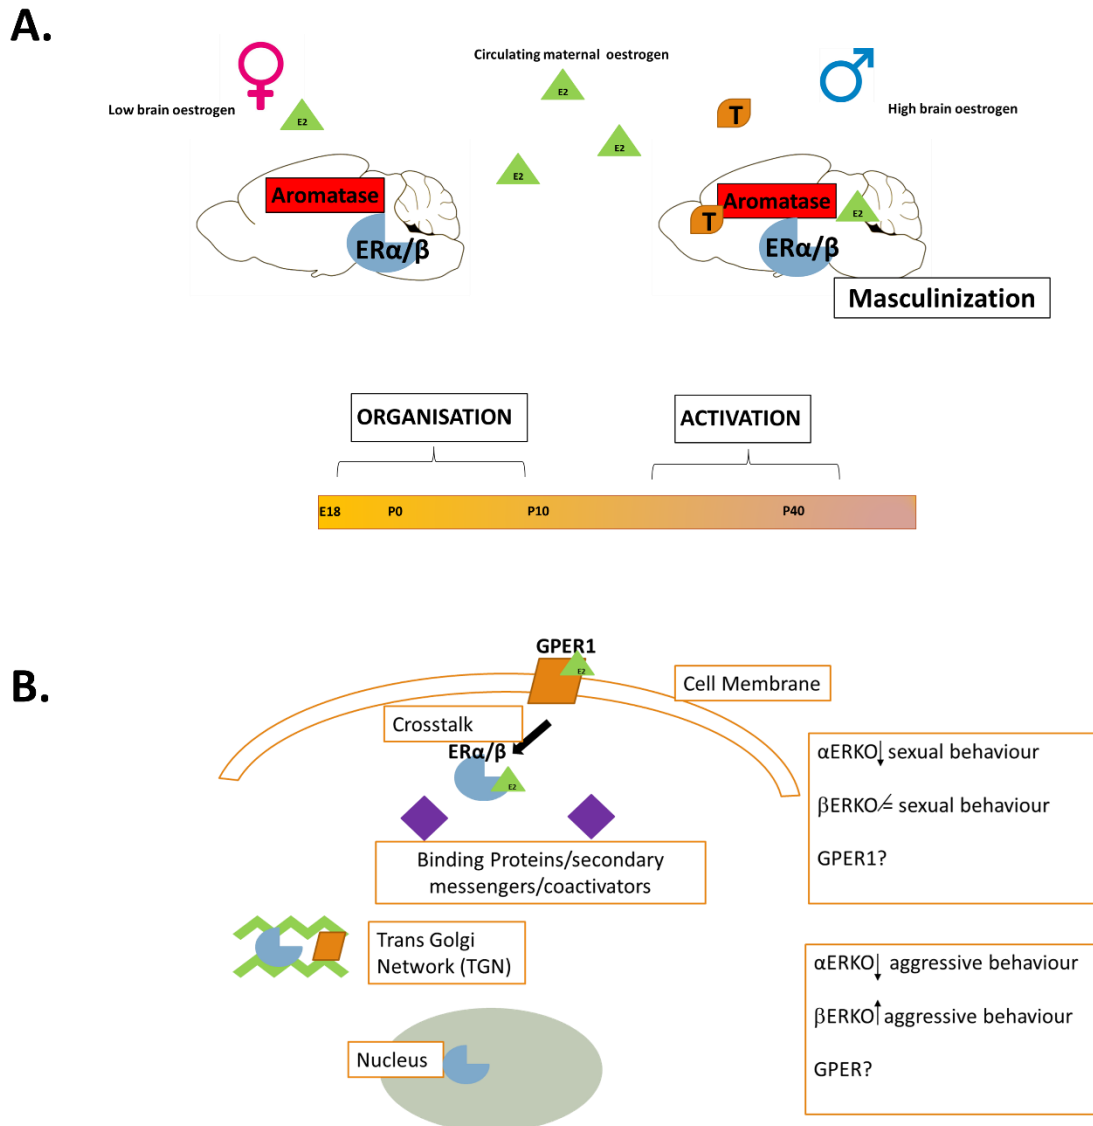 A.
Circulating maternal oestrogen
Low brain oestrogen
E2
E2
E2
E2
T
High brain oestrogen
Aromatase
ERα/β
Aromatase
T
E2
ERα/β
Masculinization
ORGANISATION
ACTIVATION
E18 P0 P10 P40
B.
GPER1
E2
Cell Membrane
Crosstalk
ERα/β
E2
Binding Proteins/secondary
messengers/coactivators
Trans Golgi
Network (TGN)
Nucleus
αERKO↓ sexual behaviour
βERKO≠ sexual behaviour
GPER1?
αERKO↓ aggressive behaviour
βERKO↑ aggressive behaviour
GPER?